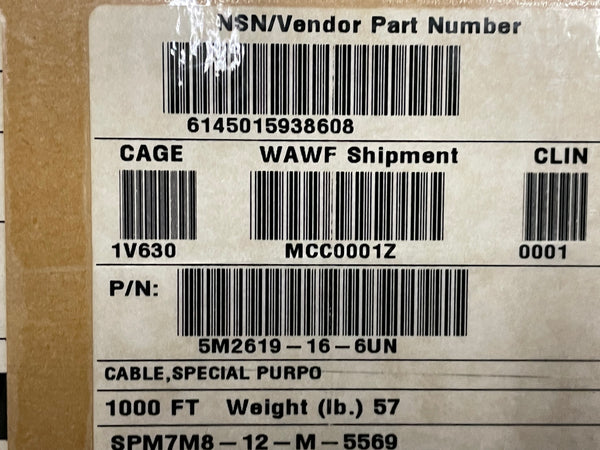 NSN/Vendor Part Number
6145015938608
CAGE WAWF Shipment CLIN
1V630 MCC0001Z 0001
P/N:
5M2619-16-6UN
CABLE,SPECIAL PURPO
1000 FT Weight (lb.) 57
SPM7M8-12-M-5569